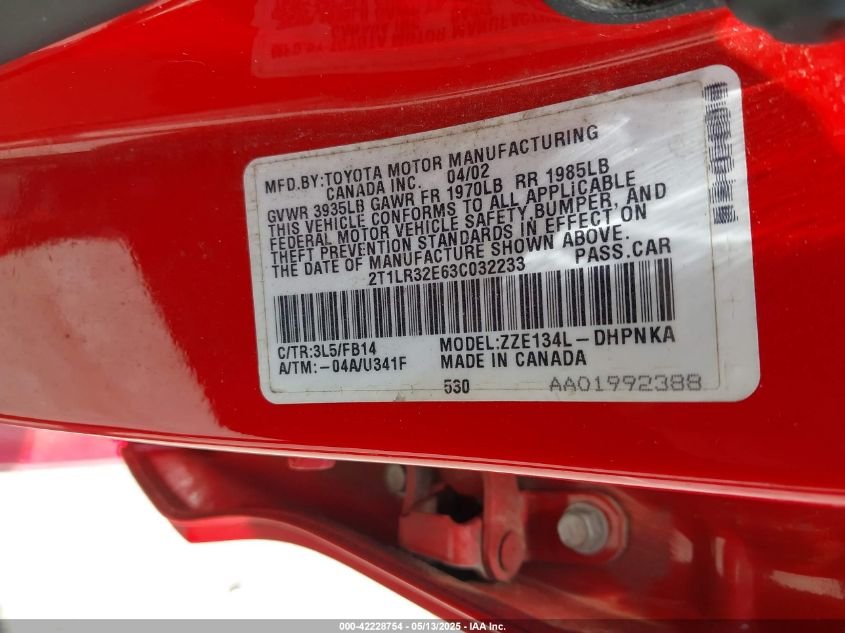 MFD.BY:TOYOTA MOTOR MANUFACTURING
CANADA INC. 04/02
GVWR 3935LB GAWR FR 1970LB RR 1985LB
THIS VEHICLE CONFORMS TO ALL APPLICABLE
FEDERAL MOTOR VEHICLE SAFETY,BUMPER, AND
THEFT PREVENTION STANDARDS IN EFFECT ON
THE DATE OF MANUFACTURE SHOWN ABOVE.
2T1LR32E63C032233 PASS.CAR
C/TR:3L5/FB14 MODEL:ZZE134L-DHPNKA
A/TM:-04A/U341F MADE IN CANADA
530 AA01992388
000-42228754 - 05/13/2025 - IAA Inc.